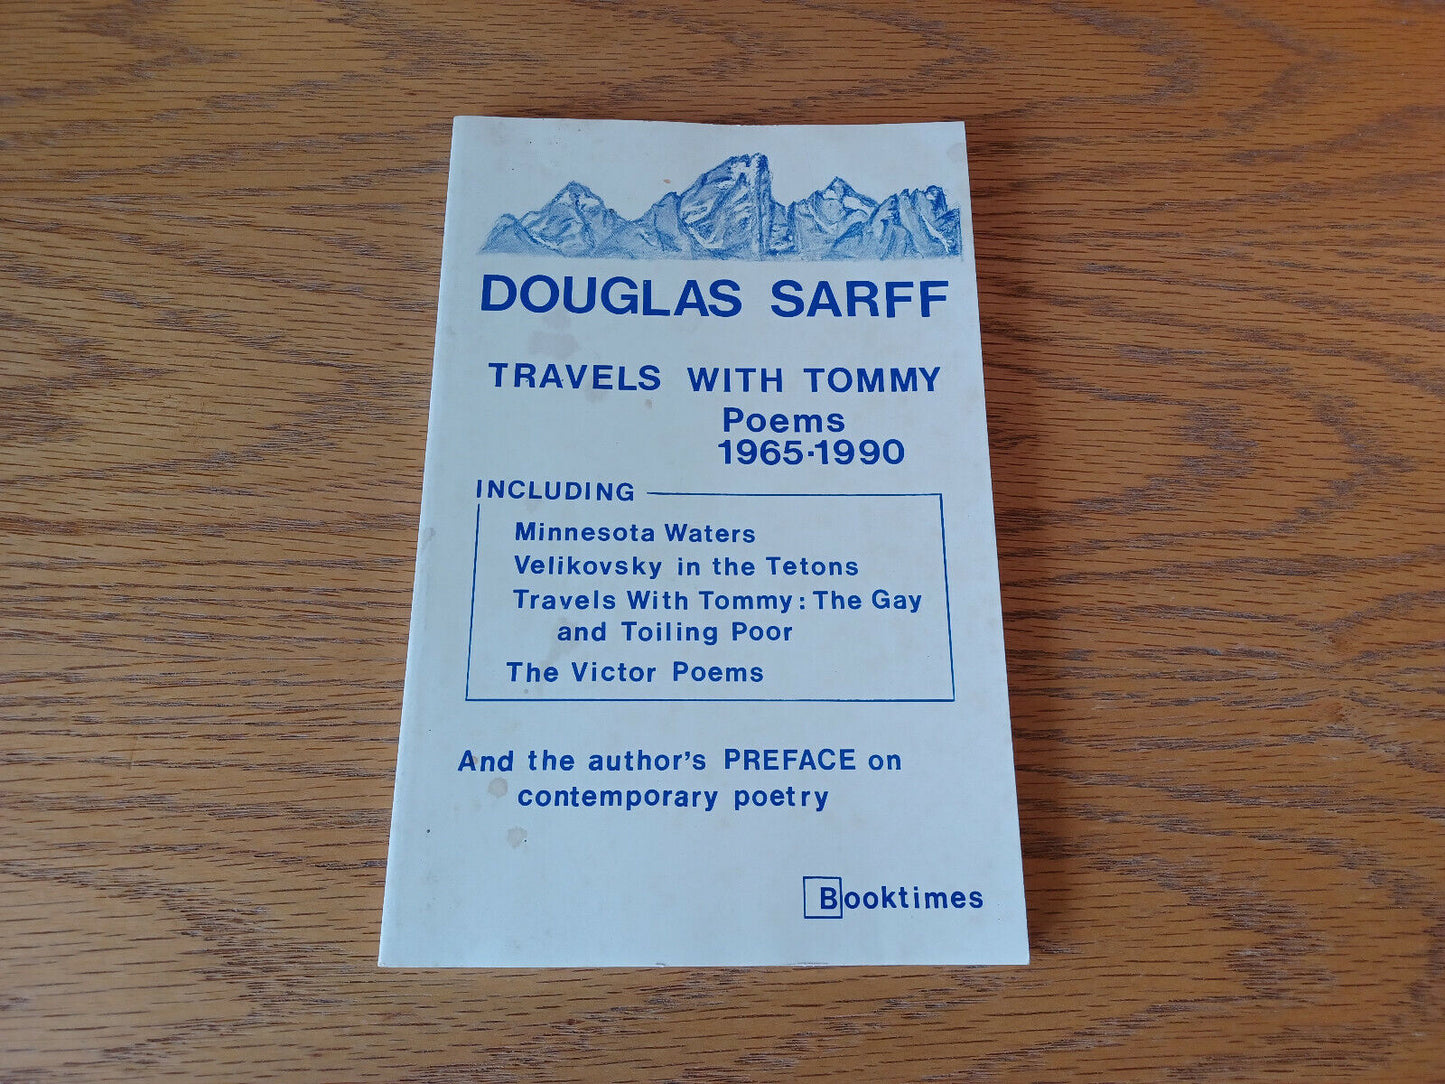 DOUGLAS SARFF
TRAVELS WITH TOMMY
Poems
1965-1990
INCLUDING
Minnesota Waters
Velikovsky in the Tetons
Travels With Tommy: The Gay
and Toiling Poor
The Victor Poems
And the author's PREFACE on
contemporary poetry
Booktimes